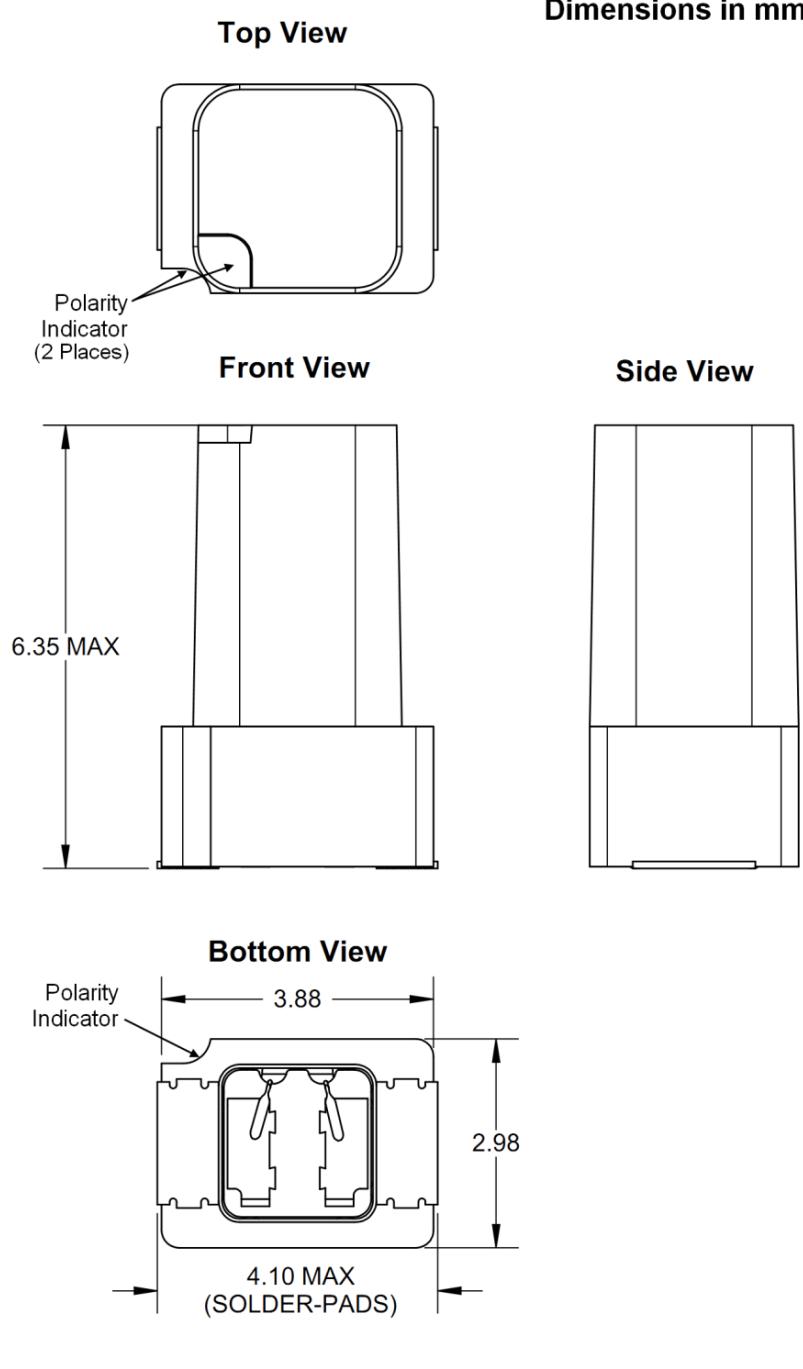 Dimensions in mm
Top View
Polarity
Indicator
(2 Places)
Front View
Side View
6.35 MAX
Bottom View
Polarity
Indicator
3.88
2.98
4.10 MAX
(SOLDER-PADS)